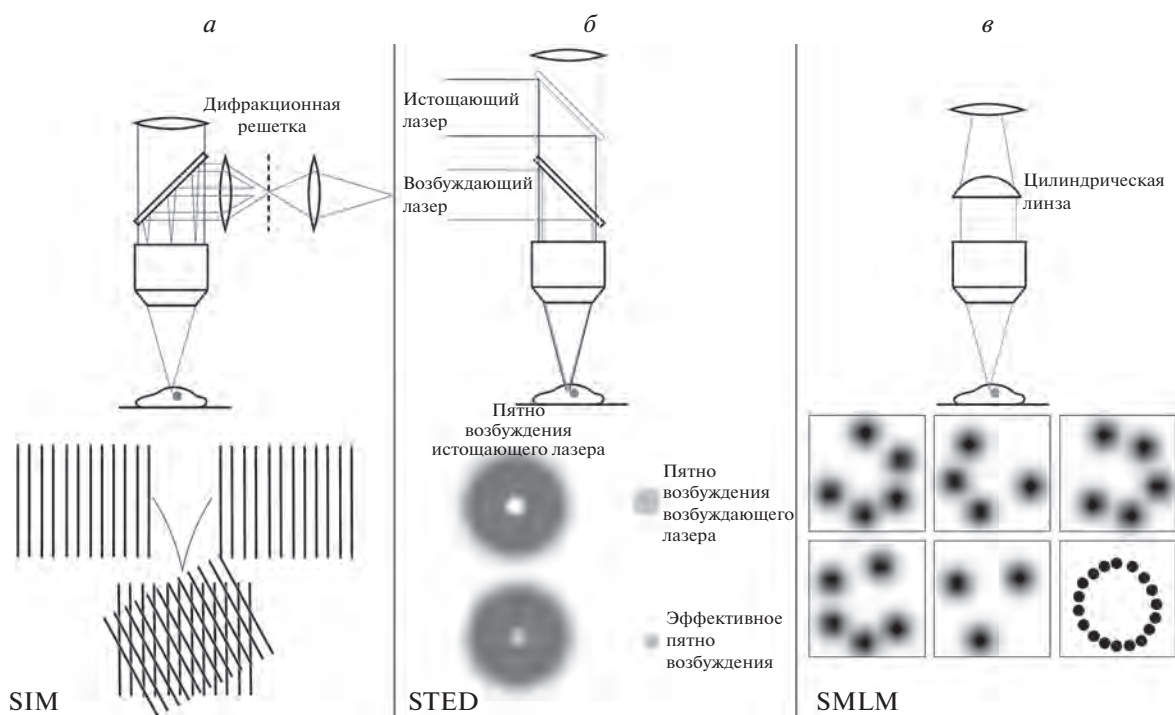 а
б
в
Дифракционная
решетка
SIM
Истощающий
лазер
Возбуждающий
лазер
Пятно
возбуждения
истощающего лазера
Пятно
возбуждения
возбуждающего
лазера
Эффективное
пятно
возбуждения
STED
Цилиндрическая
линза
SMLM